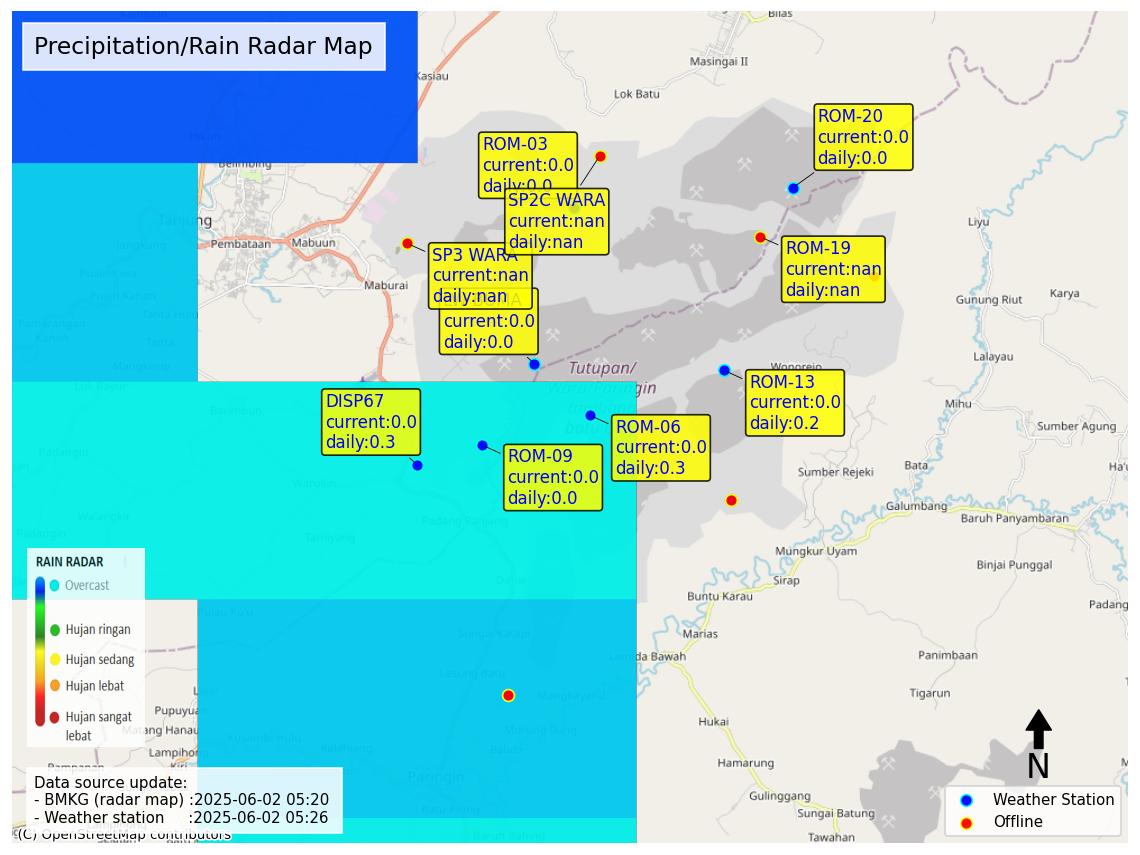 Precipitation/Rain Radar Map
Bilas
Masingai II
Kasiau
Lok Batu
Belimbing
Tanjung
Pembataan
Mabuun
Maburai
ROM-03
current:0.0
daily:0.0
SP2C WARA
current:nan
daily:nan
SP3 WARA
current:nan
daily:nan
current:0.0
daily:0.0
ROM-20
current:0.0
daily:0.0
ROM-19
current:nan
daily:nan
Liyu
Gunung Riut
Karya
Lalayau
Mihu
Sumber Agung
Bata
Sumber Rejeki
Galumbang
Baruh Panyambaran
Mungkur Uyam
Binjai Punggal
Sirap
Buntu Karau
Padang
Marias
Panimbaan
Tigarun
Hukai
Hamarung
Gulinggang
Sungai Batung
Tawahan
Tutupan/
Wonorejo
ROM-13
current:0.0
daily:0.2
DISP67
current:0.0
daily:0.3
ROM-06
current:0.0
daily:0.3
ROM-09
current:0.0
daily:0.0
Padang Panjang
Paringin
RAIN RADAR
Overcast
Hujan ringan
Hujan sedang
Hujan lebat
Hujan sangat
lebat
Pupuyua
Matang Hanau
Lampihong
Data source update:
- BMKG (radar map) :2025-06-02 05:20
- Weather station :2025-06-02 05:26
(C) OpenStreetMap contributors
N
Weather Station
Offline